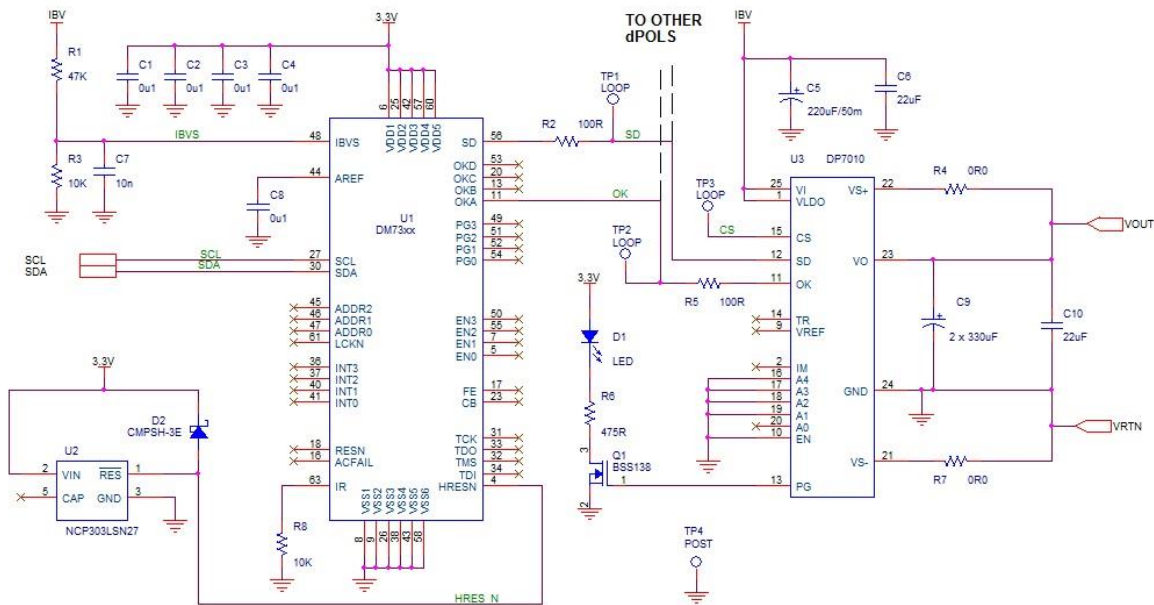 TO OTHER
dPOLS
IBV
3.3V
IBV
R1
47K
C1
0u1
C2
0u1
C3
0u1
C4
0u1
TP1
LOOP
C5
220uF/50m
C6
22uF
6
25
42
57
60
VDD1
VDD2
VDD3
VDD4
VDD5
IBVS
48
IBVS
SD
56
R2
100R
SD
R3
10K
C7
10n
44
AREF
C8
0u1
OKD
53
OKC
20
OKB
13
OKA
11
OK
U1
DM73xx
PG3
49
PG2
51
PG1
52
PG0
54
SCL
SDA
SCL
SDA
27
SCL
30
SDA
45
ADDR2
46
ADDR1
47
ADDR0
61
LCKN
EN3
50
EN2
55
EN1
7
EN0
5
36
INT3
37
INT2
40
INT1
41
INT0
FE
17
CB
23
18
RESN
16
ACFAIL
TCK
31
TDO
33
TMS
32
TDI
34
63
IR
HRESN
4
VSS1
VSS2
VSS3
VSS4
VSS5
VSS6
8
9
26
38
43
58
R8
10K
HRES_N
3.3V
D2
CMPSH-3E
U2
2
VIN
RES
1
5
CAP
GND
3
NCP303LSN27
TP3
LOOP
CS
TP2
LOOP
R5
100R
3.3V
D1
LED
R6
475R
3
Q1
BSS138
2
1
TP4
POST
U3
DP7010
25
VI
1
VLDO
15
CS
12
SD
11
OK
14
TR
9
VREF
2
IM
16
A4
17
A3
18
A2
19
A1
20
A0
10
EN
13
PG
VS+
22
R4
0R0
VO
23
C9
2 x 330uF
C10
22uF
GND
24
VS-
21
R7
0R0
VOUT
VRTN